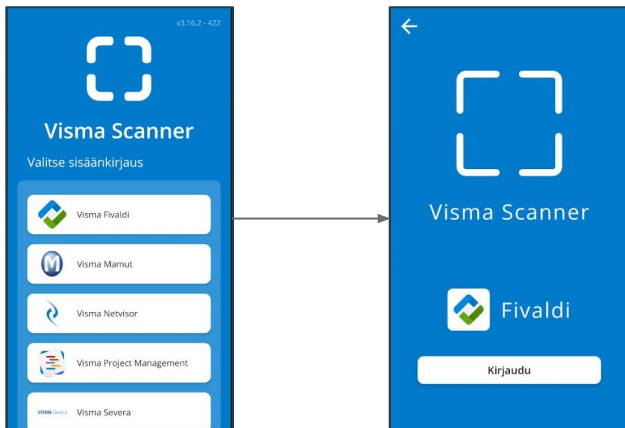 v3.16.2 - 422
Visma Scanner
Valitse sisäänkirjaus
Visma Fivaldi
M
Visma Mamut
Visma Netvisor
Visma Project Management
VISMA Severa
Visma Severa
Visma Scanner
Fivaldi
Kirjaudu